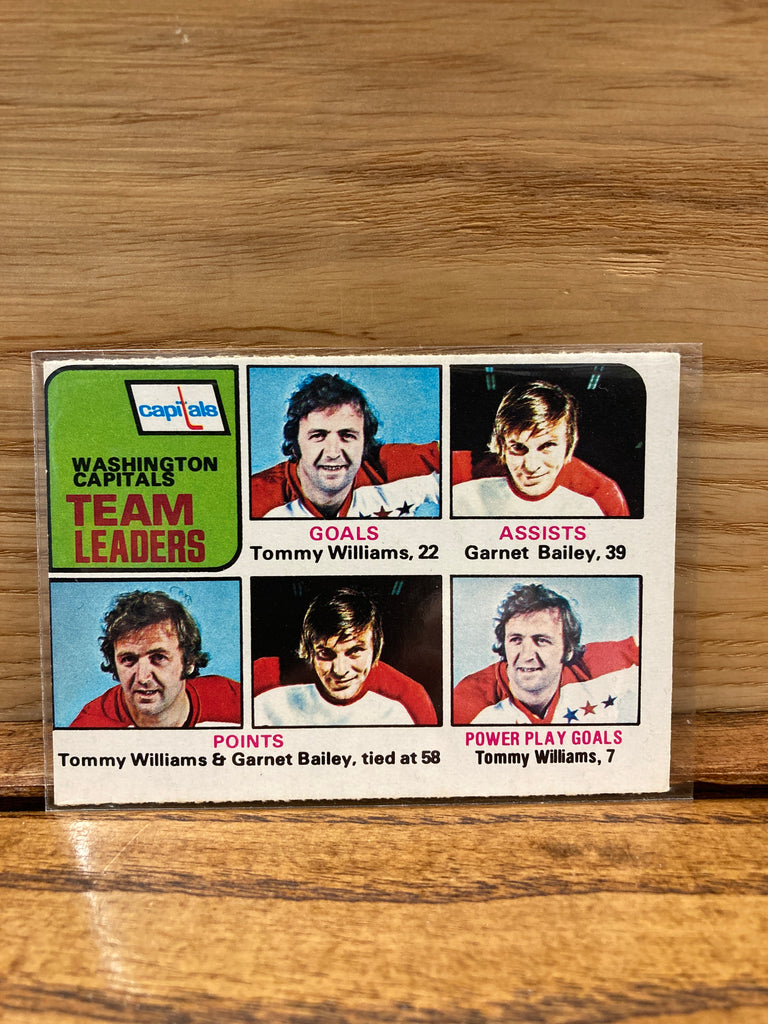 capitals
WASHINGTON
CAPITALS
TEAM
LEADERS
GOALS
Tommy Williams, 22
ASSISTS
Garnet Bailey, 39
POINTS
Tommy Williams & Garnet Bailey, tied at 58
POWER PLAY GOALS
Tommy Williams, 7